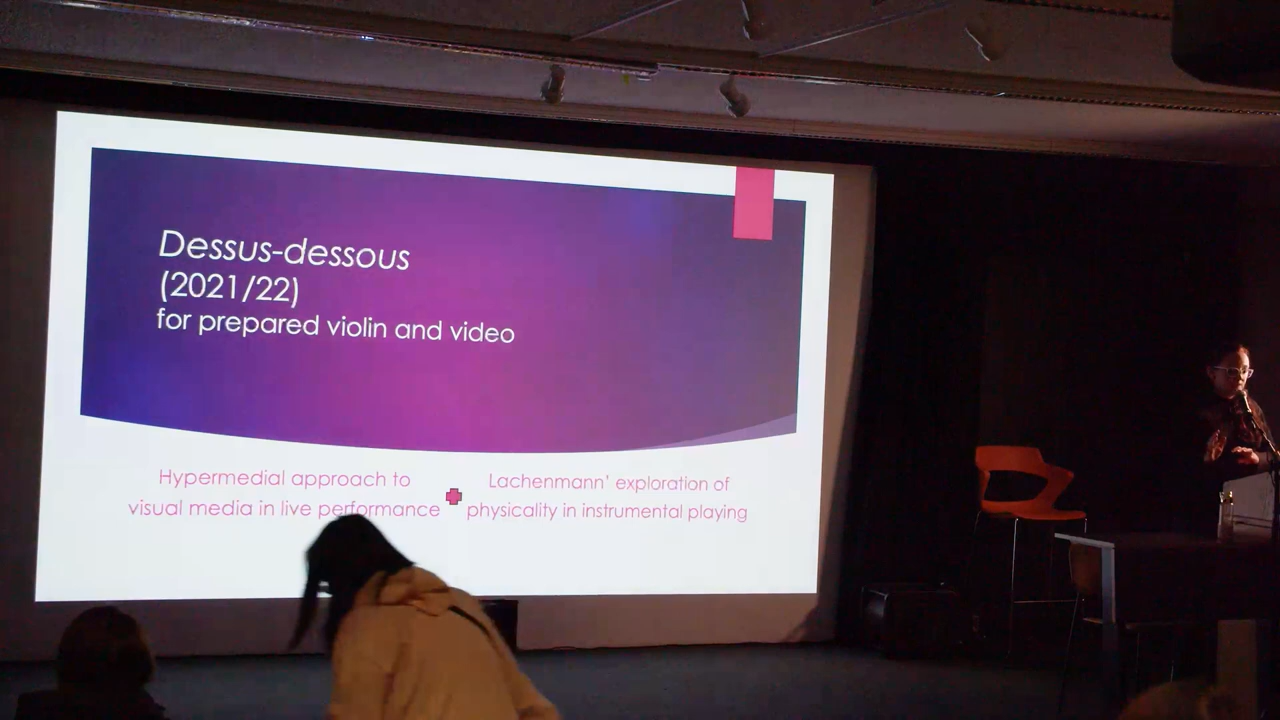 Dessus-dessous
(2021/22)
for prepared violin and video
Hypermedial approach to
visual media in live performance
Lachenmann’ exploration of
physicality in instrumental playing